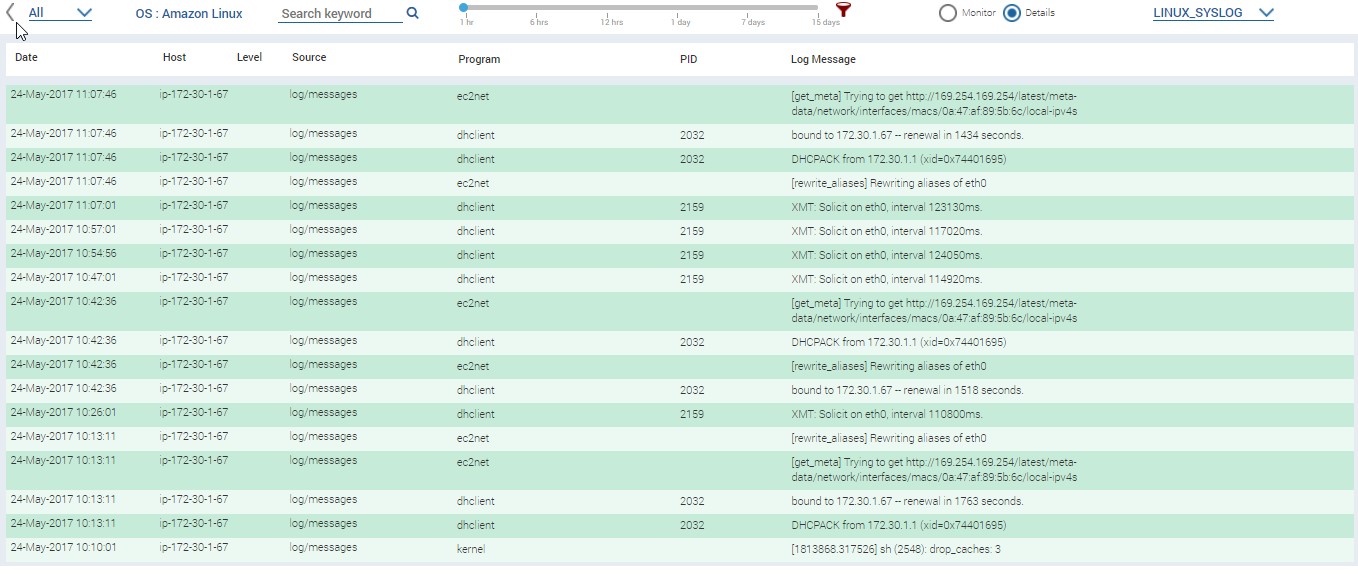 All OS : Amazon Linux Search keyword 1 hr 6 hrs 12 hrs 1 day 7 days 15 days Monitor Details LINUX_SYSLOG
Date Host Level Source Program PID Log Message
24-May-2017 11:07:46 ip-172-30-1-67 log/messages ec2net [get_meta] Trying to get http://169.254.169.254/latest/meta-
data/network/interfaces/macs/0a:47:af:89:5b:6c/local-ipv4s
24-May-2017 11:07:46 ip-172-30-1-67 log/messages dhclient 2032 bound to 172.30.1.67 -- renewal in 1434 seconds.
24-May-2017 11:07:46 ip-172-30-1-67 log/messages dhclient 2032 DHCPACK from 172.30.1.1 (xid=0x74401695)
24-May-2017 11:07:46 ip-172-30-1-67 log/messages ec2net [rewrite_aliases] Rewriting aliases of eth0
24-May-2017 11:07:01 ip-172-30-1-67 log/messages dhclient 2159 XMT: Solicit on eth0, interval 123130ms.
24-May-2017 10:57:01 ip-172-30-1-67 log/messages dhclient 2159 XMT: Solicit on eth0, interval 117020ms.
24-May-2017 10:54:56 ip-172-30-1-67 log/messages dhclient 2159 XMT: Solicit on eth0, interval 124050ms.
24-May-2017 10:47:01 ip-172-30-1-67 log/messages dhclient 2159 XMT: Solicit on eth0, interval 114920ms.
24-May-2017 10:42:36 ip-172-30-1-67 log/messages ec2net [get_meta] Trying to get http://169.254.169.254/latest/meta-
data/network/interfaces/macs/0a:47:af:89:5b:6c/local-ipv4s
24-May-2017 10:42:36 ip-172-30-1-67 log/messages dhclient 2032 DHCPACK from 172.30.1.1 (xid=0x74401695)
24-May-2017 10:42:36 ip-172-30-1-67 log/messages ec2net [rewrite_aliases] Rewriting aliases of eth0
24-May-2017 10:42:36 ip-172-30-1-67 log/messages dhclient 2032 bound to 172.30.1.67 -- renewal in 1518 seconds.
24-May-2017 10:26:01 ip-172-30-1-67 log/messages dhclient 2159 XMT: Solicit on eth0, interval 110800ms.
24-May-2017 10:13:11 ip-172-30-1-67 log/messages ec2net [rewrite_aliases] Rewriting aliases of eth0
24-May-2017 10:13:11 ip-172-30-1-67 log/messages ec2net [get_meta] Trying to get http://169.254.169.254/latest/meta-
data/network/interfaces/macs/0a:47:af:89:5b:6c/local-ipv4s
24-May-2017 10:13:11 ip-172-30-1-67 log/messages dhclient 2032 bound to 172.30.1.67 -- renewal in 1763 seconds.
24-May-2017 10:13:11 ip-172-30-1-67 log/messages dhclient 2032 DHCPACK from 172.30.1.1 (xid=0x74401695)
24-May-2017 10:10:01 ip-172-30-1-67 log/messages kernel [1813868.317526] sh (2548): drop_caches: 3